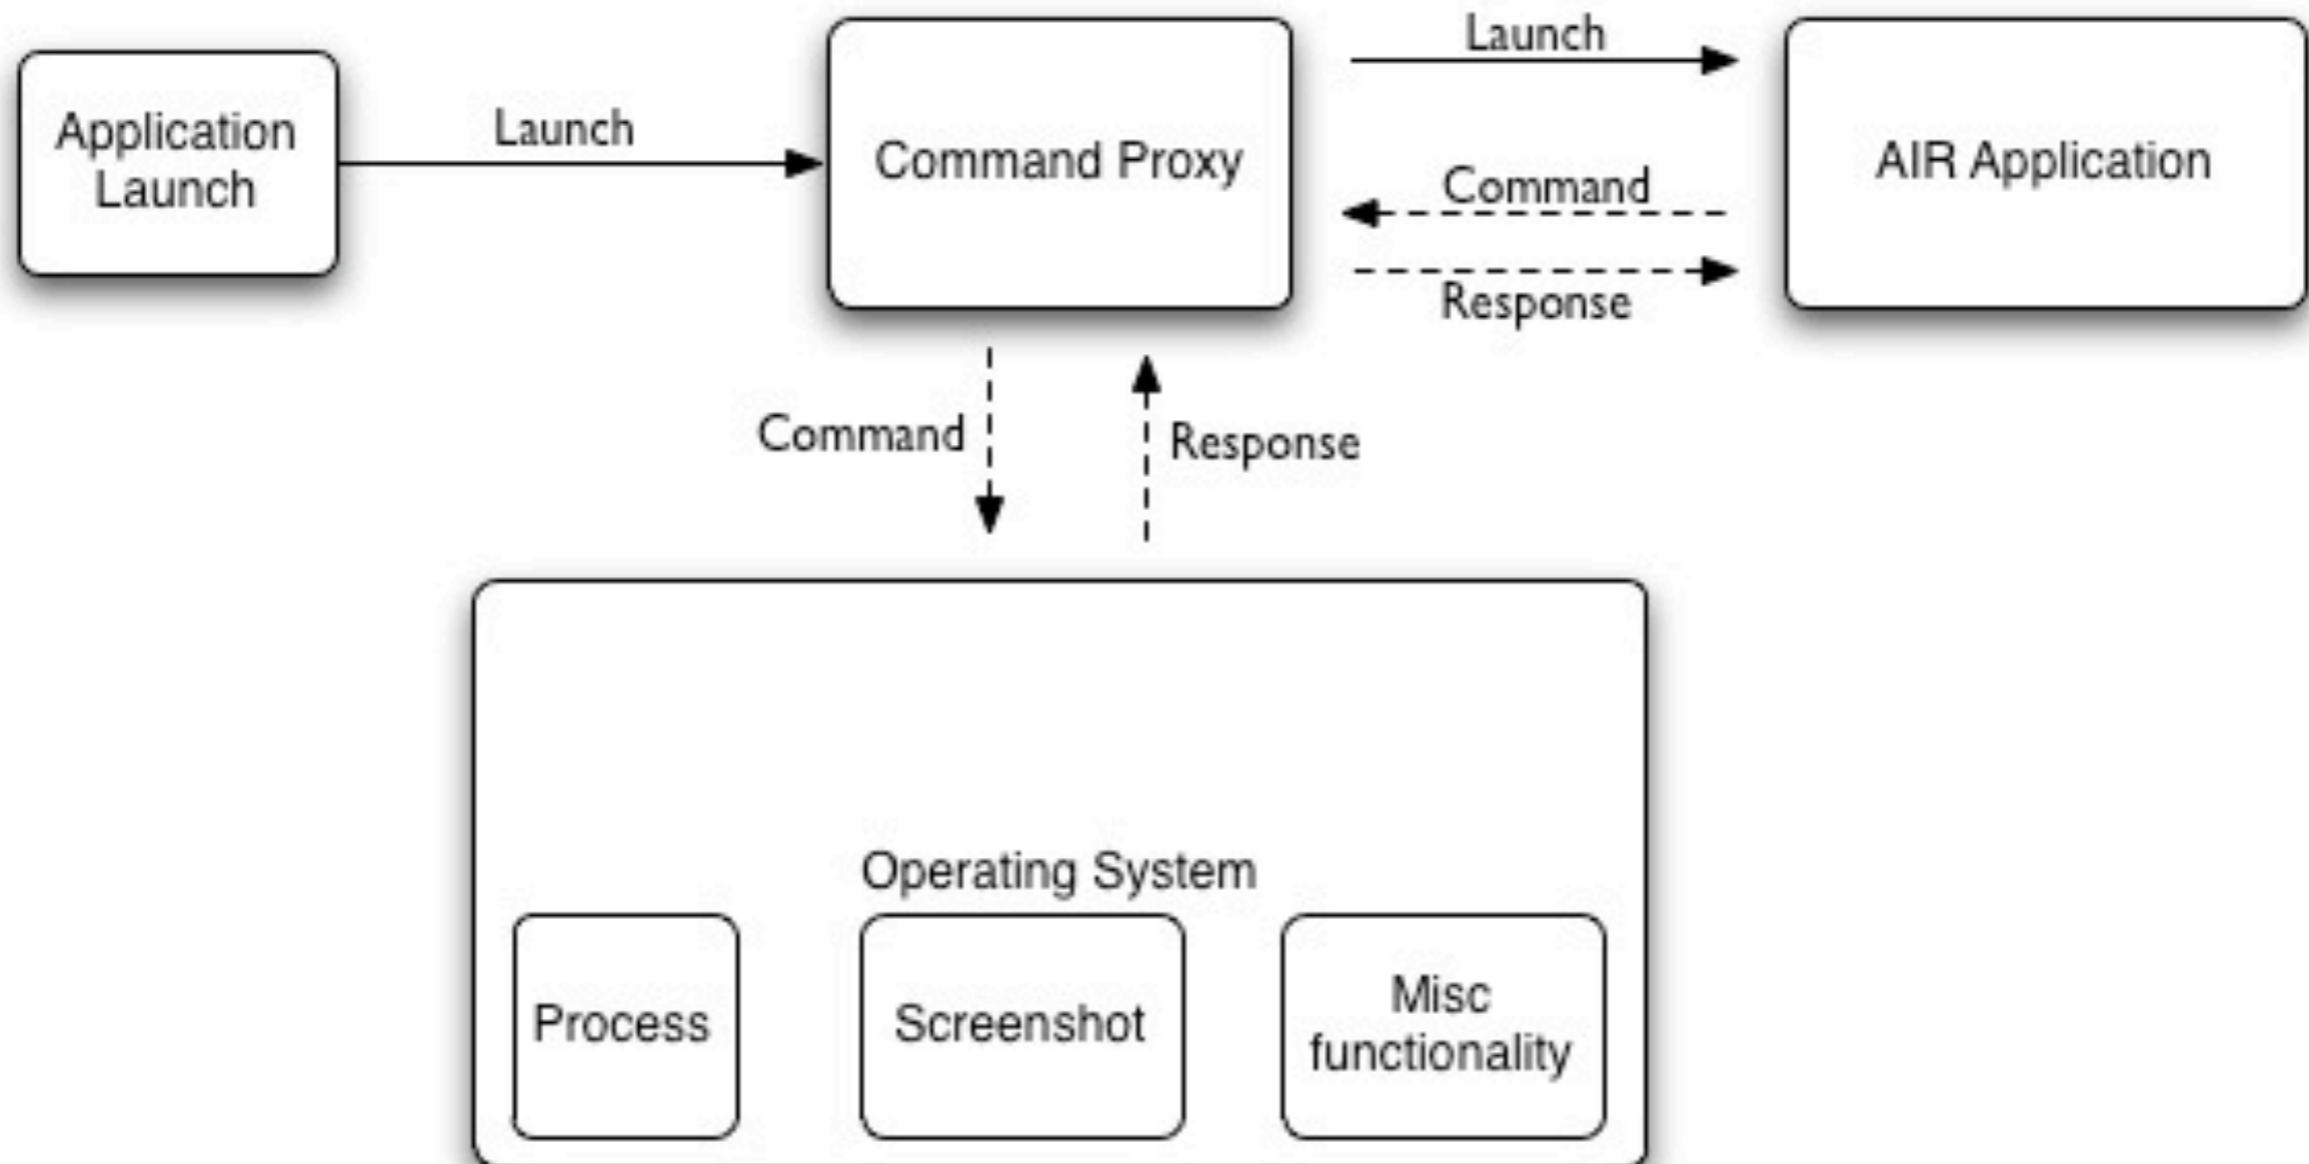 Launch
Application
Launch
Launch
Command Proxy
AIR Application
Command
Response
Command
Response
Operating System
Process
Screenshot
Misc
functionality